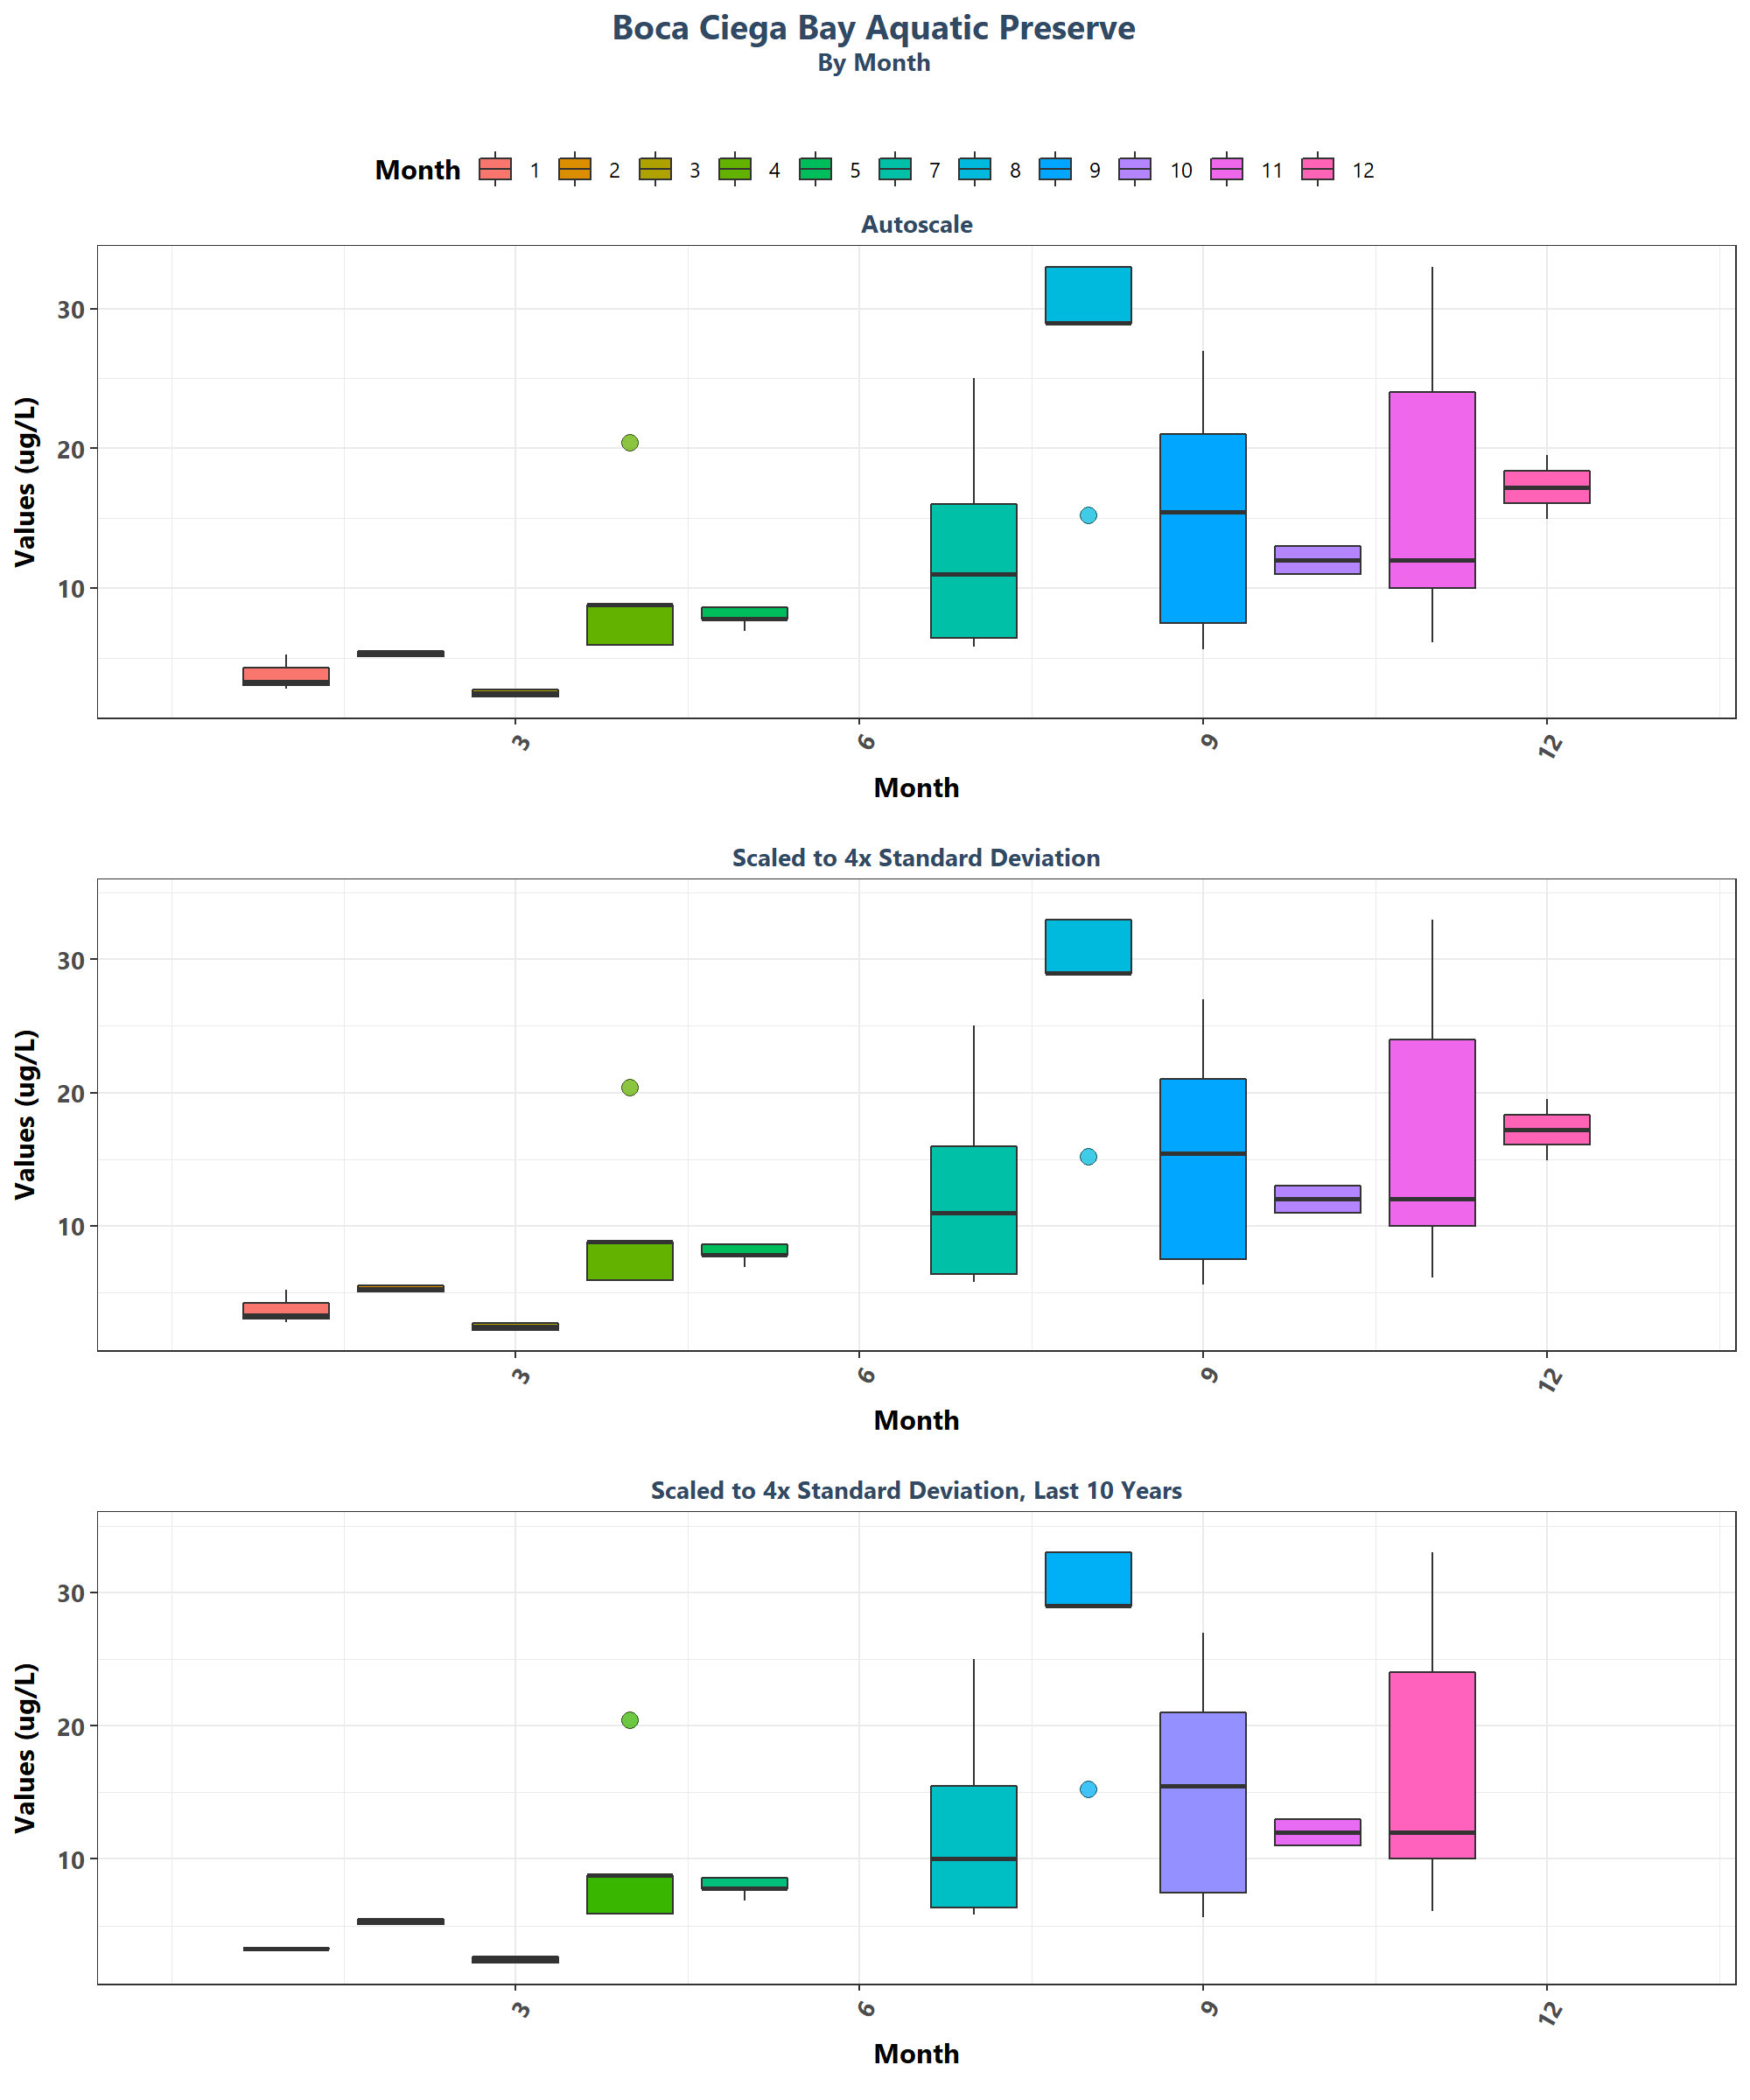 Boca Ciega Bay Aquatic Preserve
By Month
Month 1 2 3 4 5 7 8 9 10 11 12
Autoscale
Values (ug/L)
30
20
10
3 6 9 12
Month
Scaled to 4x Standard Deviation
Values (ug/L)
30
20
10
3 6 9 12
Month
Scaled to 4x Standard Deviation, Last 10 Years
Values (ug/L)
30
20
10
3 6 9 12
Month